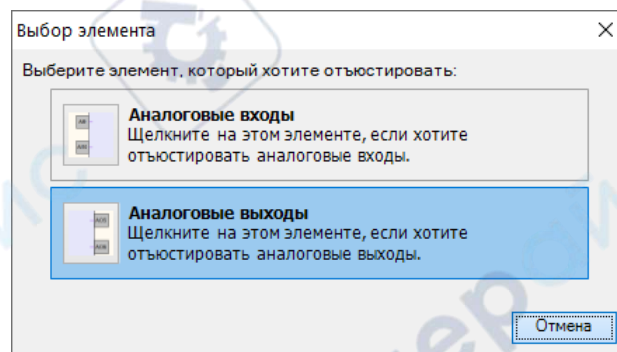 Выбор элемента
Выберите элемент, который хотите отъюстировать:
Аналоговые входы
Щелкните на этом элементе, если хотите
отъюстировать аналоговые входы.
Аналоговые выходы
Щелкните на этом элементе, если хотите
отъюстировать аналоговые выходы.
Отмена